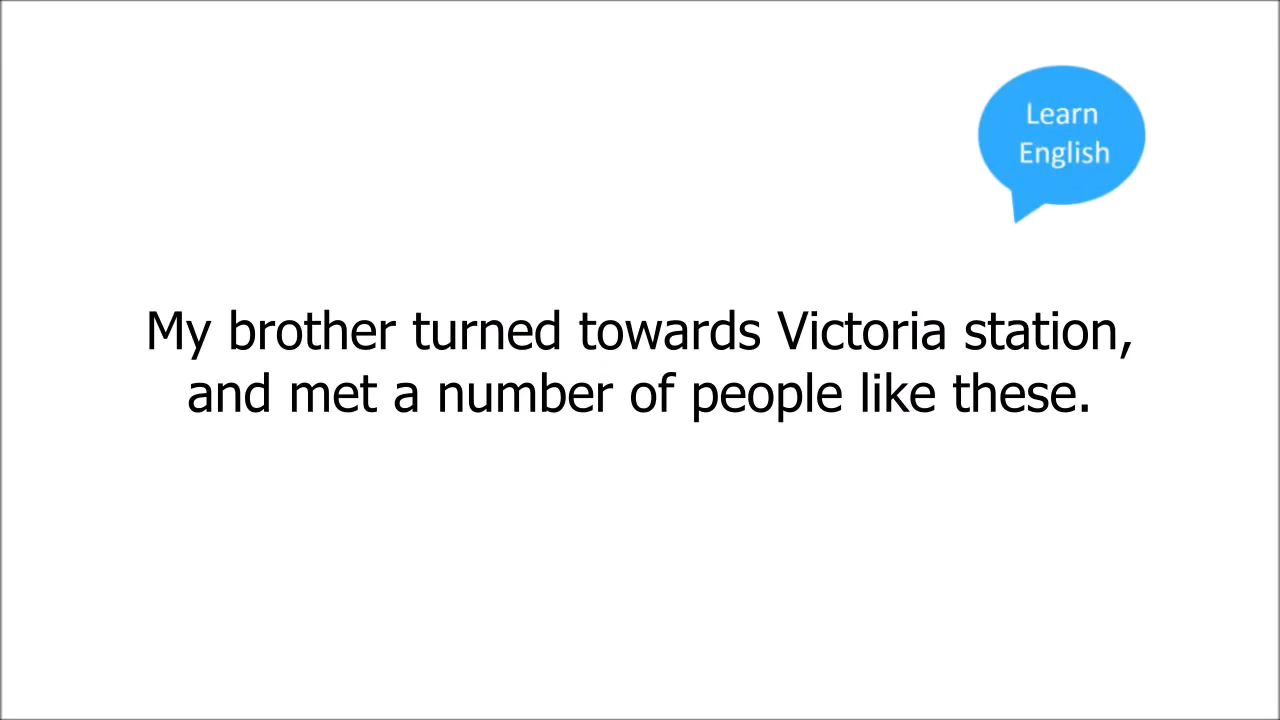 Learn
English
My brother turned towards Victoria station,
and met a number of people like these.